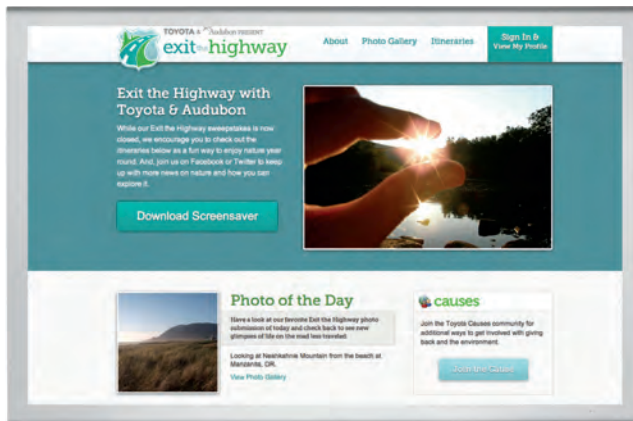 TOYOTA & Audubon PRESENT
exit the highway
About Photo Gallery Itineraries
Sign In &
View My Profile
Exit the Highway with
Toyota & Audubon
While our Exit the Highway sweepstakes is now
closed, we encourage you to check out the
itineraries below as a fun way to enjoy nature year
round. And, join us on Facebook or Twitter to keep
up with more news on nature and how you can
explore it.
Download Screensaver
Photo of the Day
Have a look at our favorite Exit the Highway photo
submission of today and check back to see new
glimpses of life on the road less traveled.
Looking at Neahkahnie Mountain from the beach at
Manzanita, OR.
View Photo Gallery
causes
Join the Toyota Causes community for
additional ways to get involved with giving
back and the environment.
Join the Cause